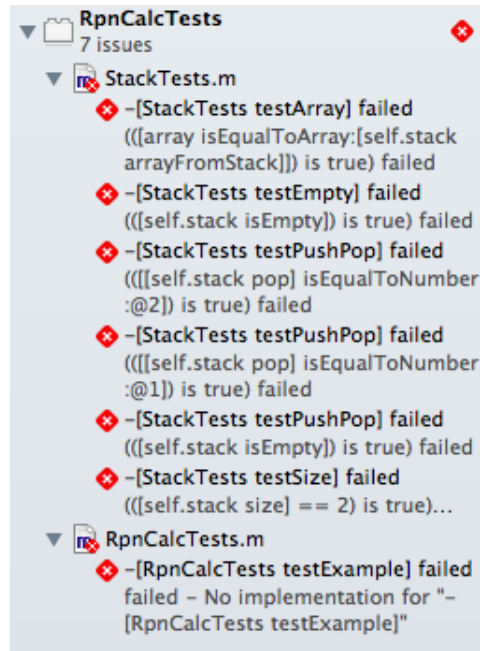 RpnCalcTests
7 issues
StackTests.m
-[StackTests testArray] failed
(([array isEqualToArray:[self.stack
arrayFromStack]]) is true) failed
-[StackTests testEmpty] failed
(([self.stack isEmpty]) is true) failed
-[StackTests testPushPop] failed
(([[self.stack pop] isEqualToNumber
:@2]) is true) failed
-[StackTests testPushPop] failed
(([[self.stack pop] isEqualToNumber
:@1]) is true) failed
-[StackTests testPushPop] failed
(([self.stack isEmpty]) is true) failed
-[StackTests testSize] failed
(([self.stack size] == 2) is true)...
RpnCalcTests.m
-[RpnCalcTests testExample] failed
failed - No implementation for "-
[RpnCalcTests testExample]"